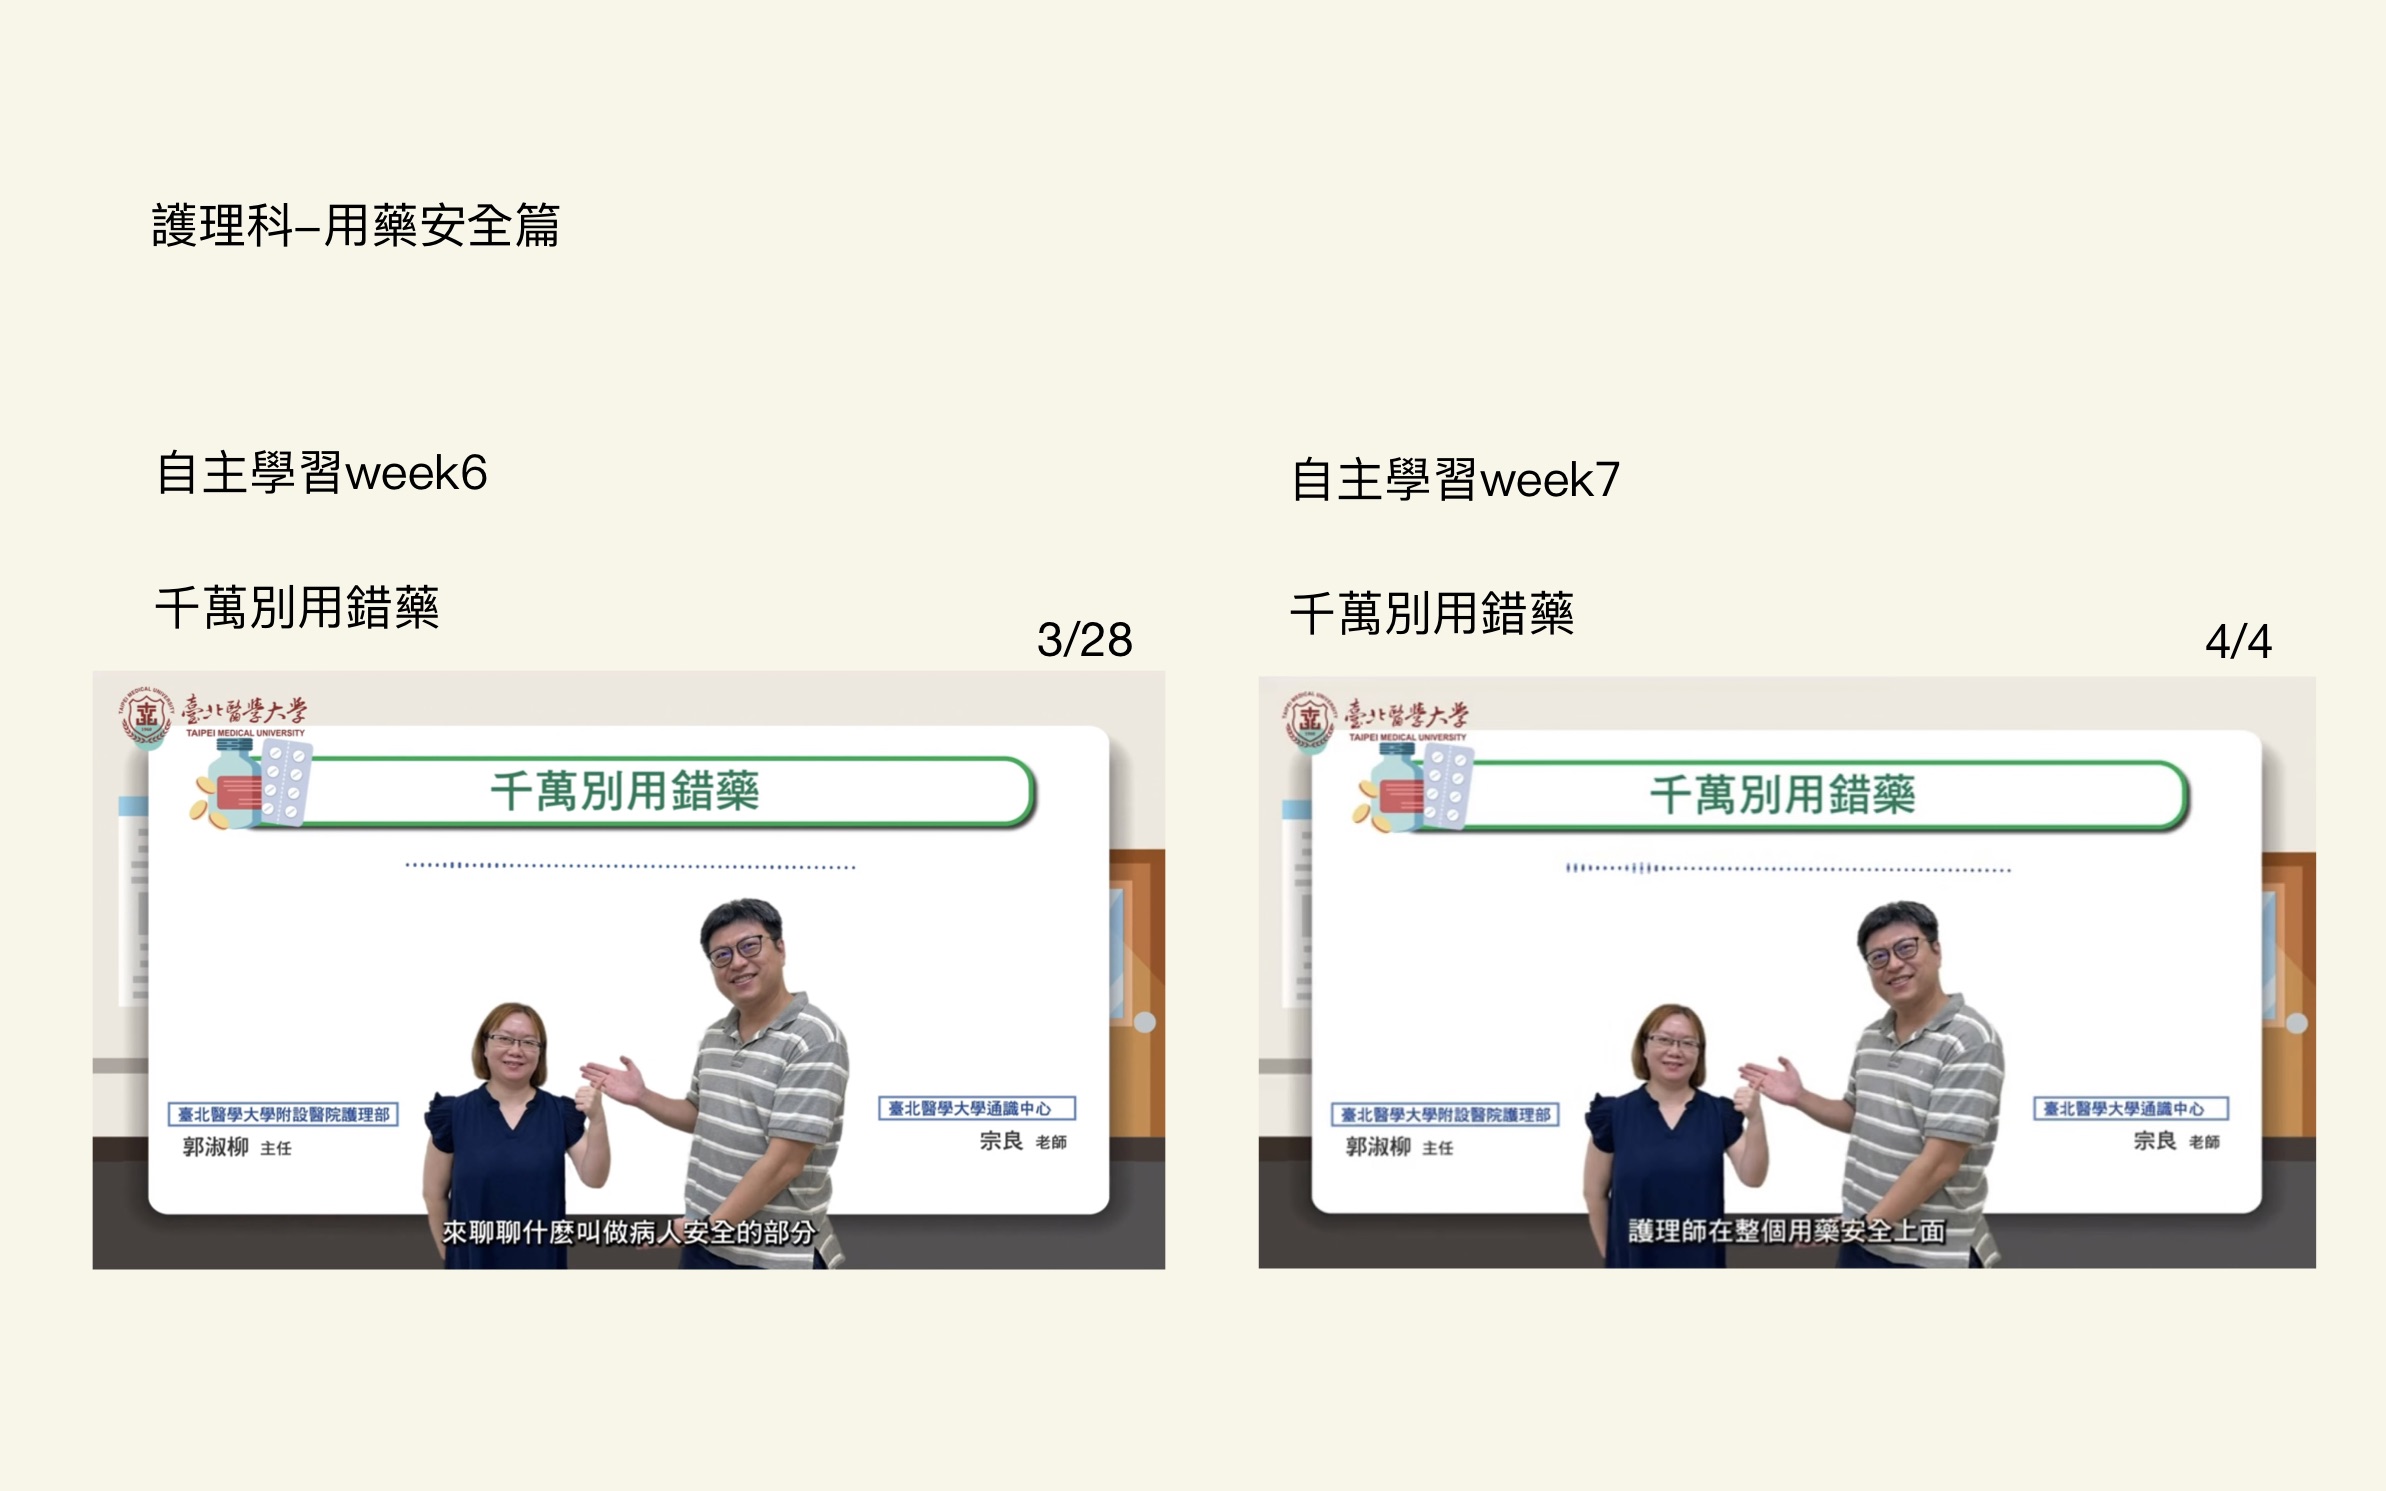 護理科–用藥安全篇
自主學習week6
千萬別用錯藥
3/28
臺北醫學大学
TAIPEI MEDICAL UNIVERSITY
千萬別用錯藥
臺北醫學大學附設醫院護理部
郭淑柳 主任
臺北醫學大學通識中心
宗良 老師
來聊聊什麼叫做病人安全的部分
自主學習week7
千萬別用錯藥
4/4
臺北醫學大学
TAIPEI MEDICAL UNIVERSITY
千萬別用錯藥
臺北醫學大學附設醫院護理部
郭淑柳 主任
臺北醫學大學通識中心
宗良 老師
護理師在整個用藥安全上面